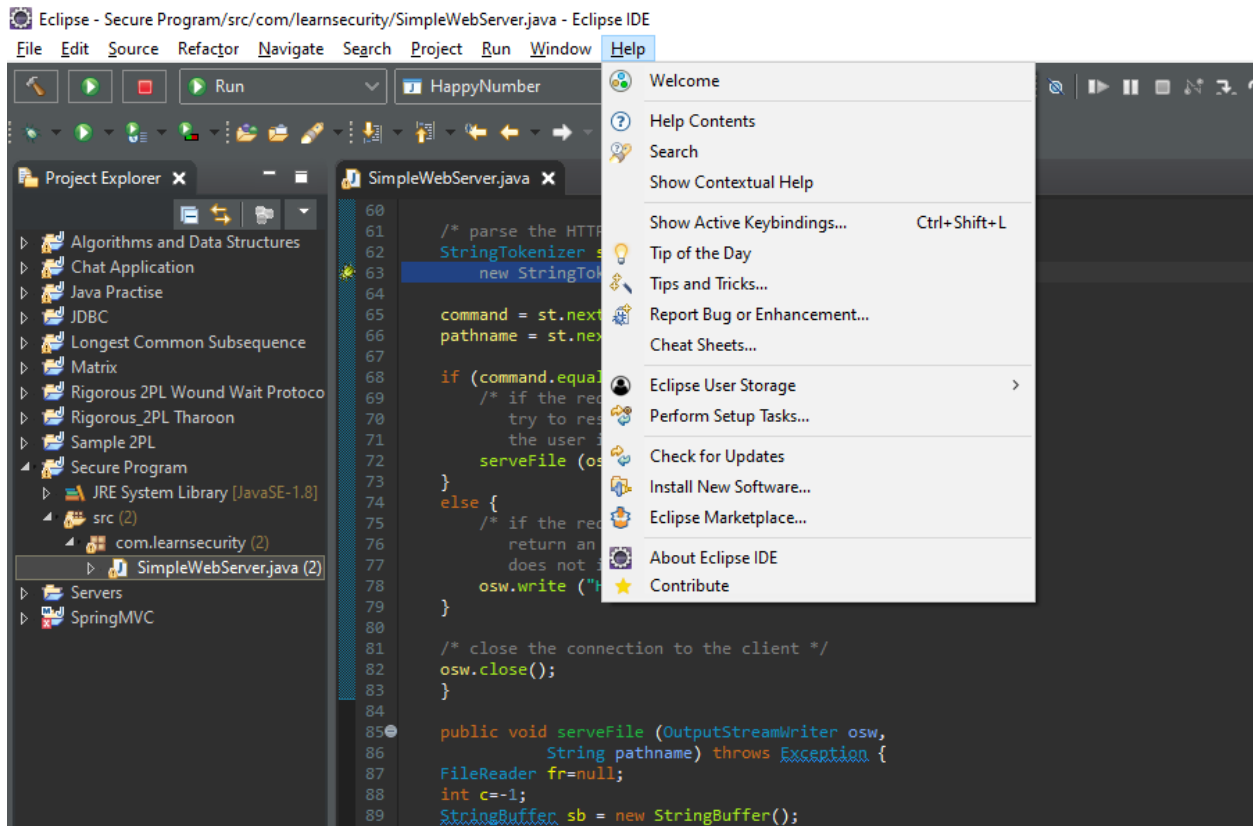 Eclipse - Secure Program/src/com/learnsecurity/SimpleWebServer.java - Eclipse IDE
File Edit Source Refactor Navigate Search Project Run Window Help
Run HappyNumber
Welcome
Help Contents
Search
Show Contextual Help
Show Active Keybindings... Ctrl+Shift+L
Tip of the Day
Tips and Tricks...
Report Bug or Enhancement...
Cheat Sheets...
Eclipse User Storage
Perform Setup Tasks...
Check for Updates
Install New Software...
Eclipse Marketplace...
About Eclipse IDE
Contribute
Project Explorer
Algorithms and Data Structures
Chat Application
Java Practise
JDBC
Longest Common Subsequence
Matrix
Rigorous 2PL Wound Wait Protoco
Rigorous_2PL Tharoon
Sample 2PL
Secure Program
JRE System Library [JavaSE-1.8]
src (2)
com.learnsecurity (2)
SimpleWebServer.java (2)
Servers
SpringMVC
SimpleWebServer.java
60
61 /* parse the HTTP
62 StringTokenizer s
63 new StringTok
64
65 command = st.next
66 pathname = st.nex
67
68 if (command.equal
69 /* if the req
70 try to res
71 the user i
72 serveFile (os
73 }
74 else {
75 /* if the req
76 return an
77 does not i
78 osw.write ("H
79 }
80
81 /* close the connection to the client */
82 osw.close();
83 }
84
85 public void serveFile (OutputStreamWriter osw,
86 String pathname) throws Exception {
87 FileReader fr=null;
88 int c=-1;
89 StringBuffer sb = new StringBuffer();